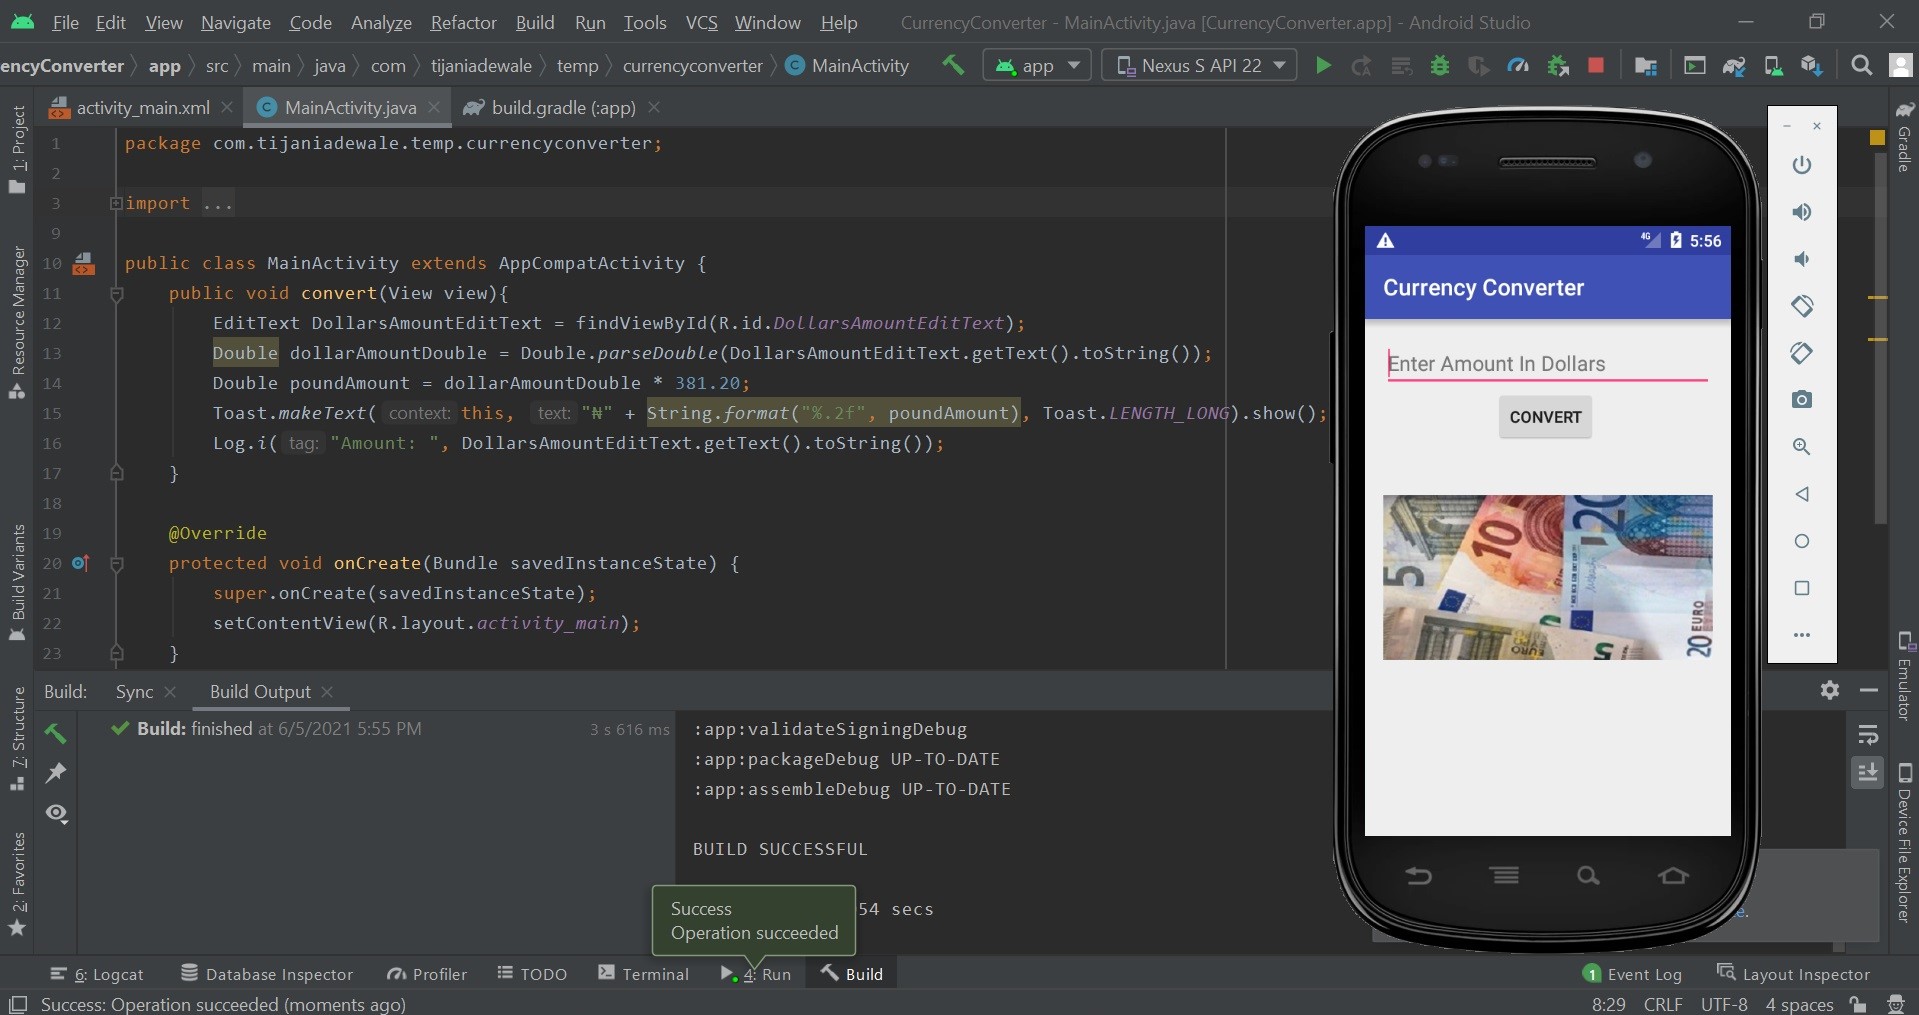 File Edit View Navigate Code Analyze Refactor Build Run Tools VCS Window Help CurrencyConverter - MainActivity.java [CurrencyConverter.app] - Android Studio
encyConverter app src main java com tijaniadewale temp currencyconverter MainActivity app Nexus S API 22
activity_main.xml MainActivity.java build.gradle (:app)
1 package com.tijaniadewale.temp.currencyconverter;
2
3 import ...
9
10 public class MainActivity extends AppCompatActivity {
11 public void convert(View view){
12 EditText DollarsAmountEditText = findViewById(R.id.DollarsAmountEditText);
13 Double dollarAmountDouble = Double.parseDouble(DollarsAmountEditText.getText().toString());
14 Double poundAmount = dollarAmountDouble * 381.20;
15 Toast.makeText( context: this, text: "₦" + String.format("%.2f", poundAmount), Toast.LENGTH_LONG).show();
16 Log.i( tag: "Amount: ", DollarsAmountEditText.getText().toString());
17 }
18
19 @Override
20 protected void onCreate(Bundle savedInstanceState) {
21 super.onCreate(savedInstanceState);
22 setContentView(R.layout.activity_main);
23 }
1: Project
Resource Manager
Build Variants
7: Structure
2: Favorites
Build: Sync Build Output
Build: finished at 6/5/2021 5:55 PM 3 s 616 ms
:app:validateSigningDebug
:app:packageDebug UP-TO-DATE
:app:assembleDebug UP-TO-DATE
BUILD SUCCESSFUL
54 secs
Success
Operation succeeded
4G 5:56
Currency Converter
Enter Amount In Dollars
CONVERT
5 10 20
EURO
20 EURO
5
Gradle
Emulator
Device File Explorer
e.
6: Logcat Database Inspector Profiler TODO Terminal 4: Run Build 1 Event Log Layout Inspector
Success: Operation succeeded (moments ago) 8:29 CRLF UTF-8 4 spaces